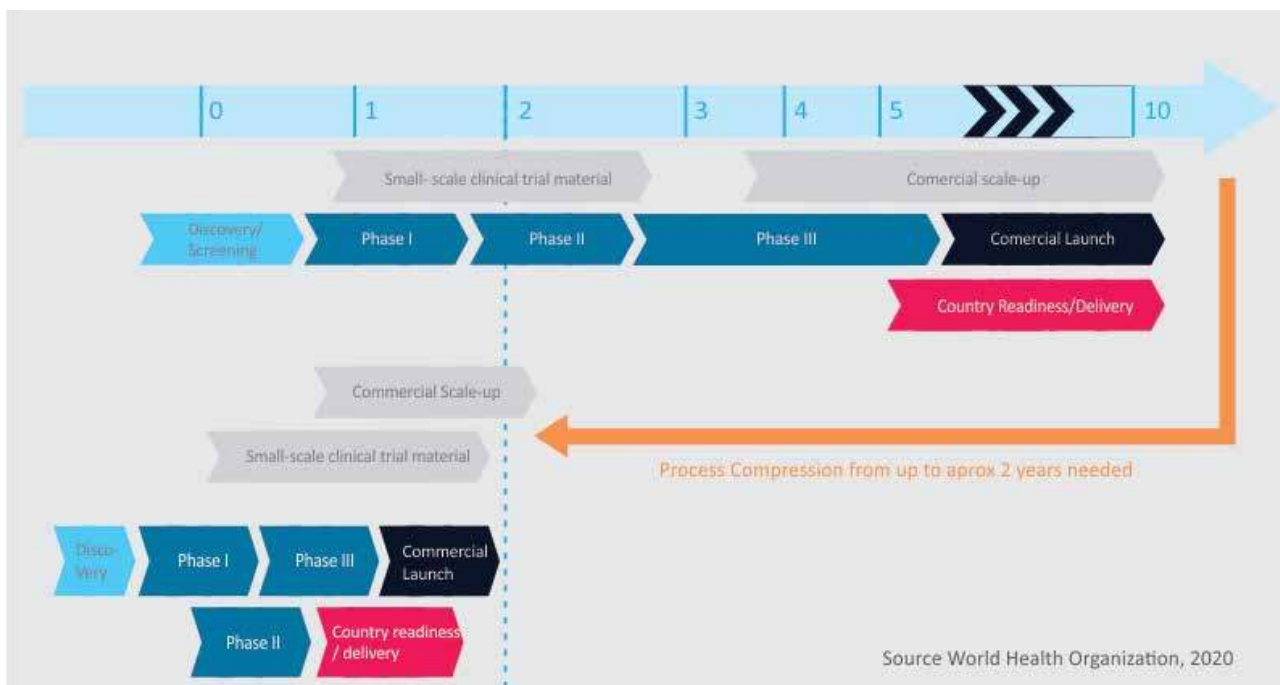 0 1 2 3 4 5 10
Small- scale clinical trial material
Comercial scale-up
Discovery/
Screening
Phase I
Phase II
Phase III
Comercial Launch
Country Readiness/Delivery
Commercial Scale-up
Small-scale clinical trial material
Process Compression from up to aprox 2 years needed
Disco-
Very
Phase I
Phase III
Commercial
Launch
Phase II
Country readiness
/ delivery
Source World Health Organization, 2020